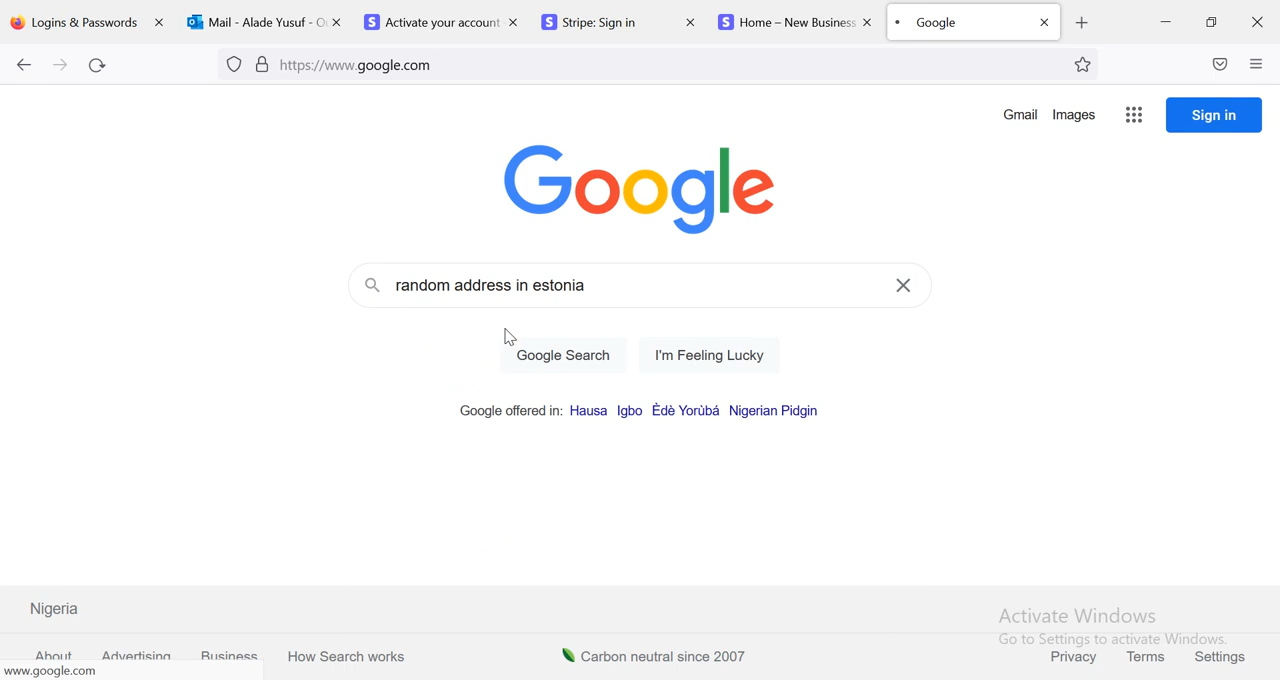 Logins & Passwords
Mail - Alade Yusuf - O
Activate your account
Stripe: Sign in
Home – New Business
Google
https://www.google.com
Gmail Images
Sign in
Google
random address in estonia
Google Search
I'm Feeling Lucky
Google offered in: Hausa Igbo Èdè Yorùbá Nigerian Pidgin
Nigeria
Activate Windows
Go to Settings to activate Windows.
About Advertising Business How Search works
Carbon neutral since 2007
Privacy Terms Settings
www.google.com